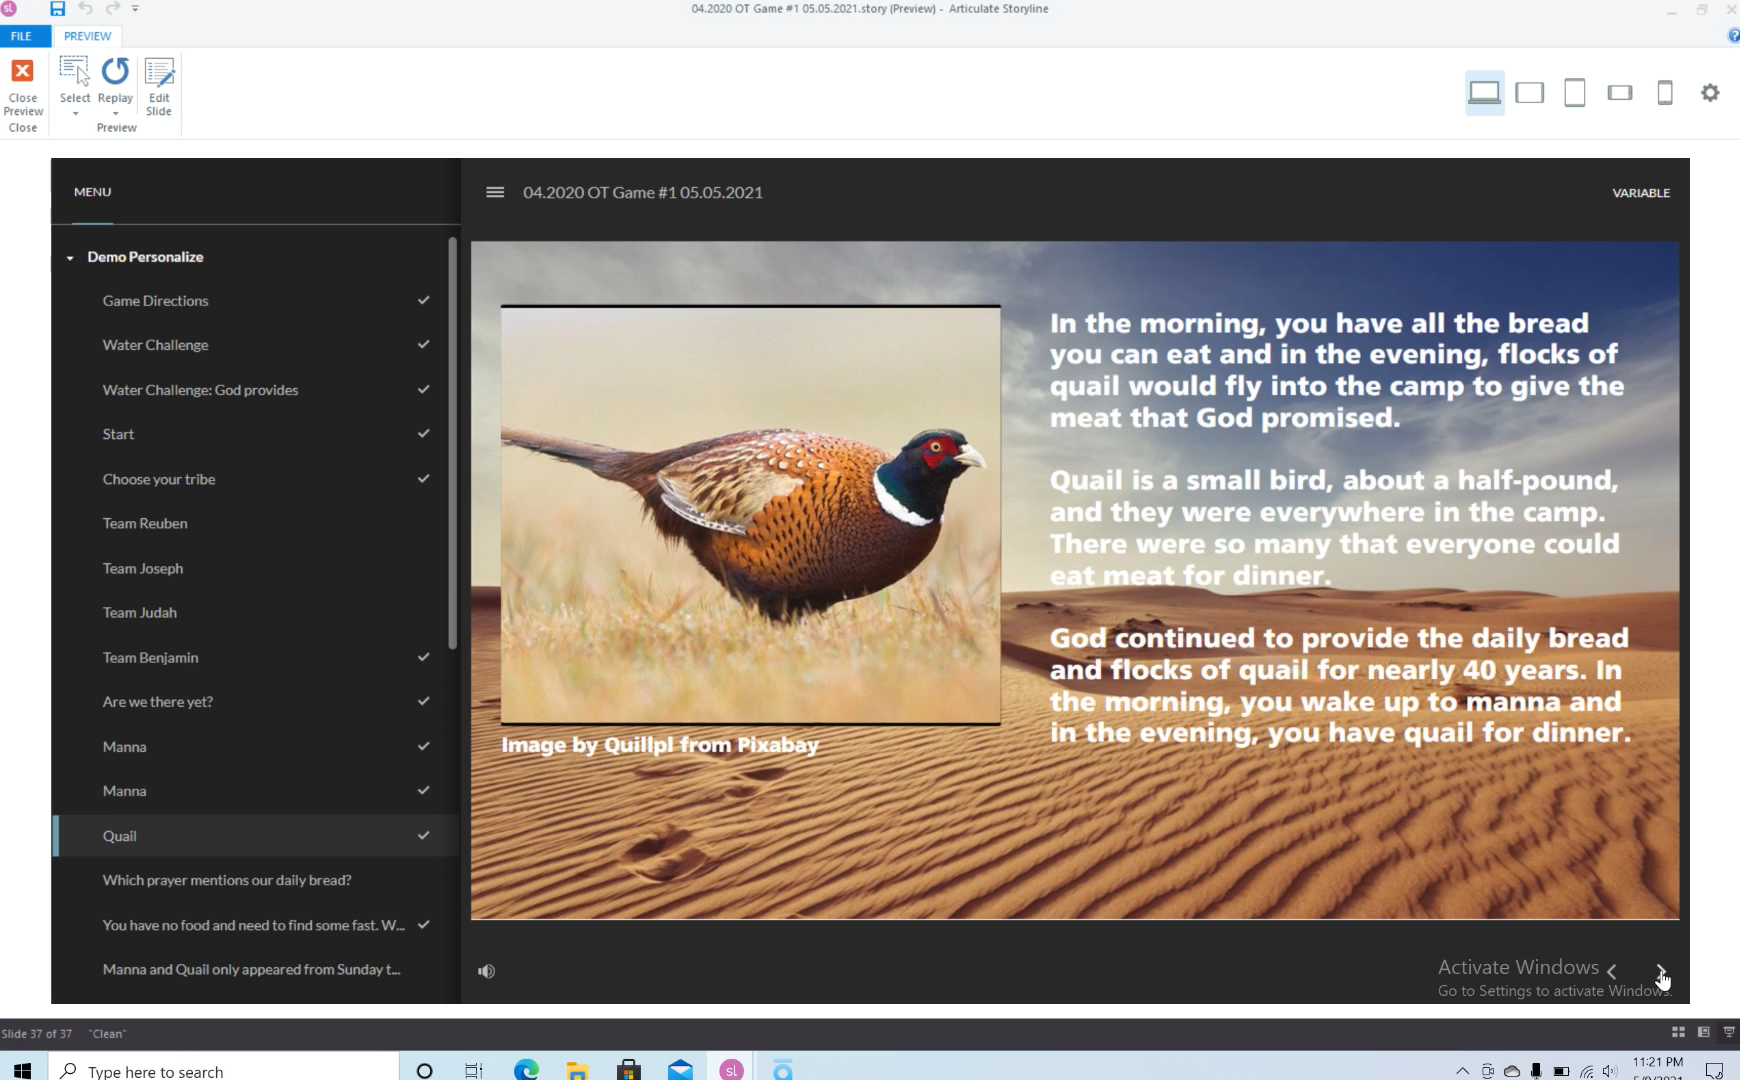 sl
04.2020 OT Game #1 05.05.2021.story (Preview) - Articulate Storyline
FILE
PREVIEW
?
Close
Preview
Select
Replay
Edit
Slide
Close
Preview
MENU
04.2020 OT Game #1 05.05.2021
VARIABLE
Demo Personalize
Game Directions
Water Challenge
Water Challenge: God provides
Start
Choose your tribe
Team Reuben
Team Joseph
Team Judah
Team Benjamin
Are we there yet?
Manna
Manna
Quail
Which prayer mentions our daily bread?
You have no food and need to find some fast. W...
Manna and Quail only appeared from Sunday t...
In the morning, you have all the bread
you can eat and in the evening, flocks of
quail would fly into the camp to give the
meat that God promised.
Quail is a small bird, about a half-pound,
and they were everywhere in the camp.
There were so many that everyone could
eat meat for dinner.
God continued to provide the daily bread
and flocks of quail for nearly 40 years. In
the morning, you wake up to manna and
in the evening, you have quail for dinner.
Image by Quillpl from Pixabay
Activate Windows
Go to Settings to activate Windows.
Slide 37 of 37
"Clean"
Type here to search
sl
11:21 PM